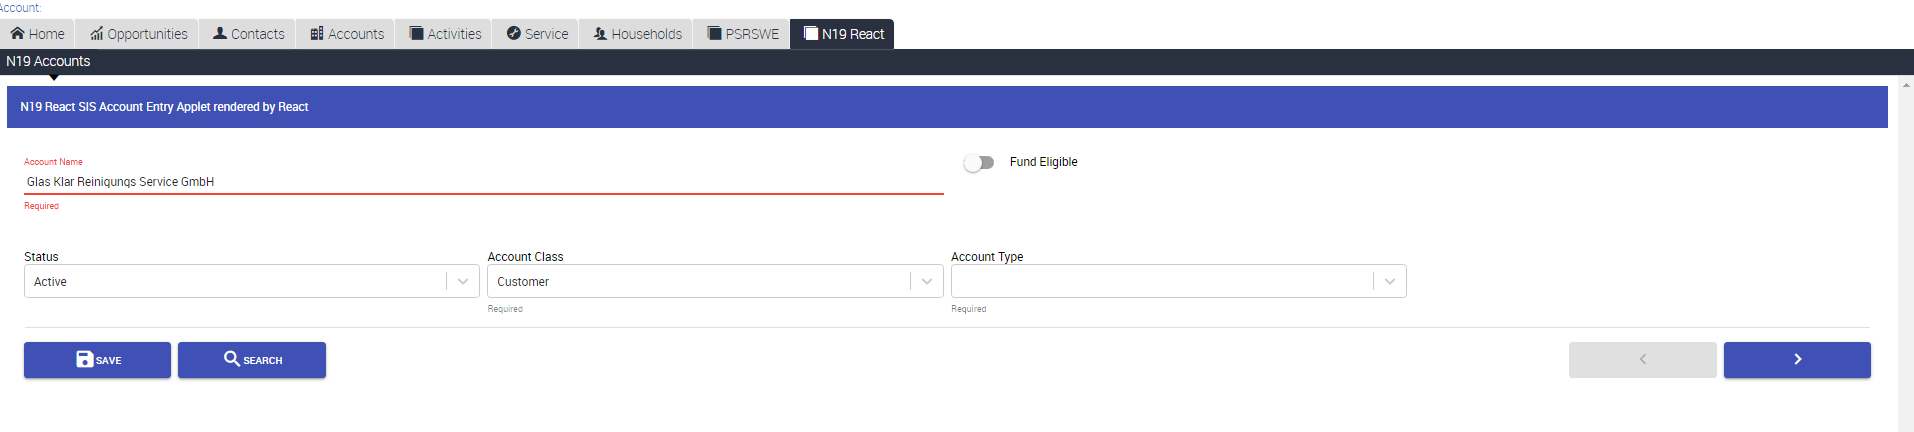 Account:
Home Opportunities Contacts Accounts Activities Service Households PSRSWE N19 React
N19 Accounts
N19 React SIS Account Entry Applet rendered by React
Account Name
Fund Eligible
Glas Klar Reinigungs Service GmbH
Required
Status Account Class Account Type
Active Customer
Required Required
SAVE SEARCH